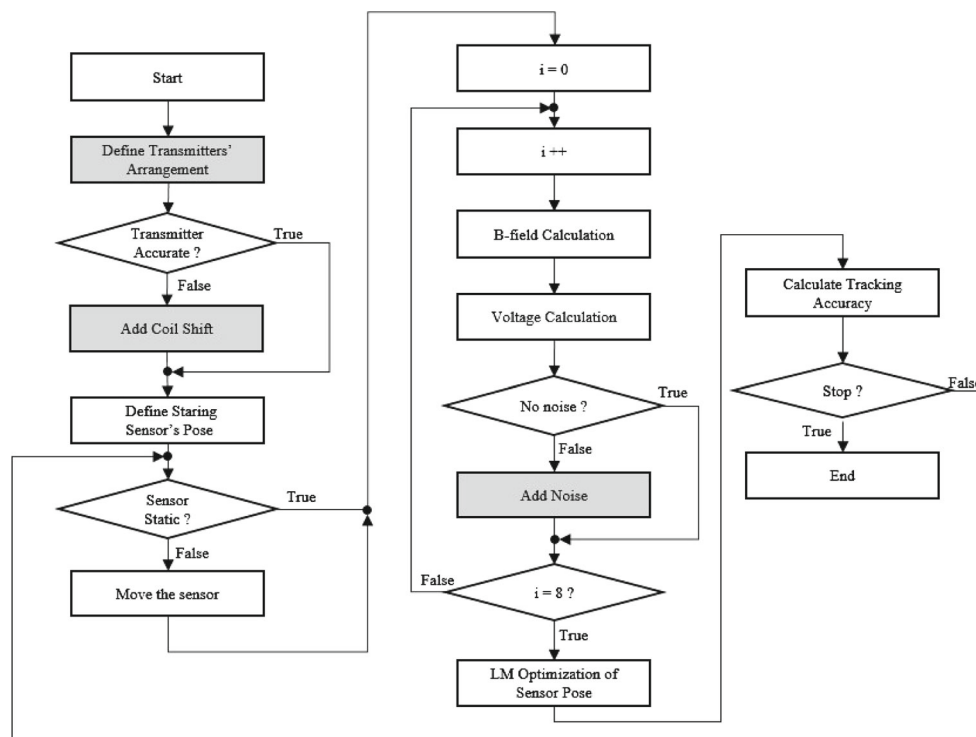 Start
Define Transmitters'
Arrangement
Transmitter
Accurate ?
True
False
Add Coil Shift
Define Staring
Sensor's Pose
Sensor
Static ?
True
False
Move the sensor
i = 0
i ++
B-field Calculation
Voltage Calculation
No noise ?
True
False
Add Noise
i = 8 ?
False
True
LM Optimization of
Sensor Pose
Calculate Tracking
Accuracy
Stop ?
False
True
End